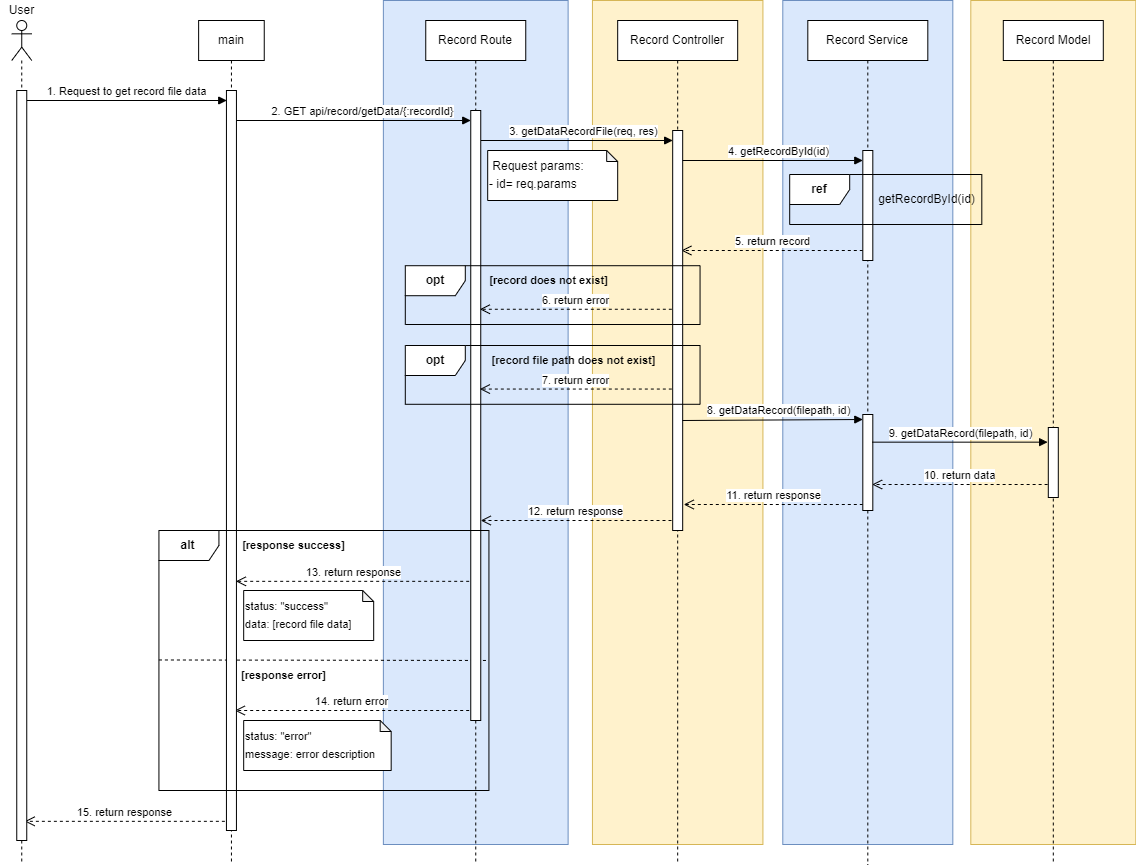 User
main
Record Route
Record Controller
Record Service
Record Model
1. Request to get record file data
2. GET api/record/getData/{:recordId}
3. getDataRecordFile(req, res)
Request params:
- id= req.params
4. getRecordById(id)
ref
getRecordById(id)
5. return record
opt
[record does not exist]
6. return error
opt
[record file path does not exist]
7. return error
8. getDataRecord(filepath, id)
9. getDataRecord(filepath, id)
10. return data
11. return response
12. return response
alt
[response success]
13. return response
status: "success"
data: [record file data]
[response error]
14. return error
status: "error"
message: error description
15. return response